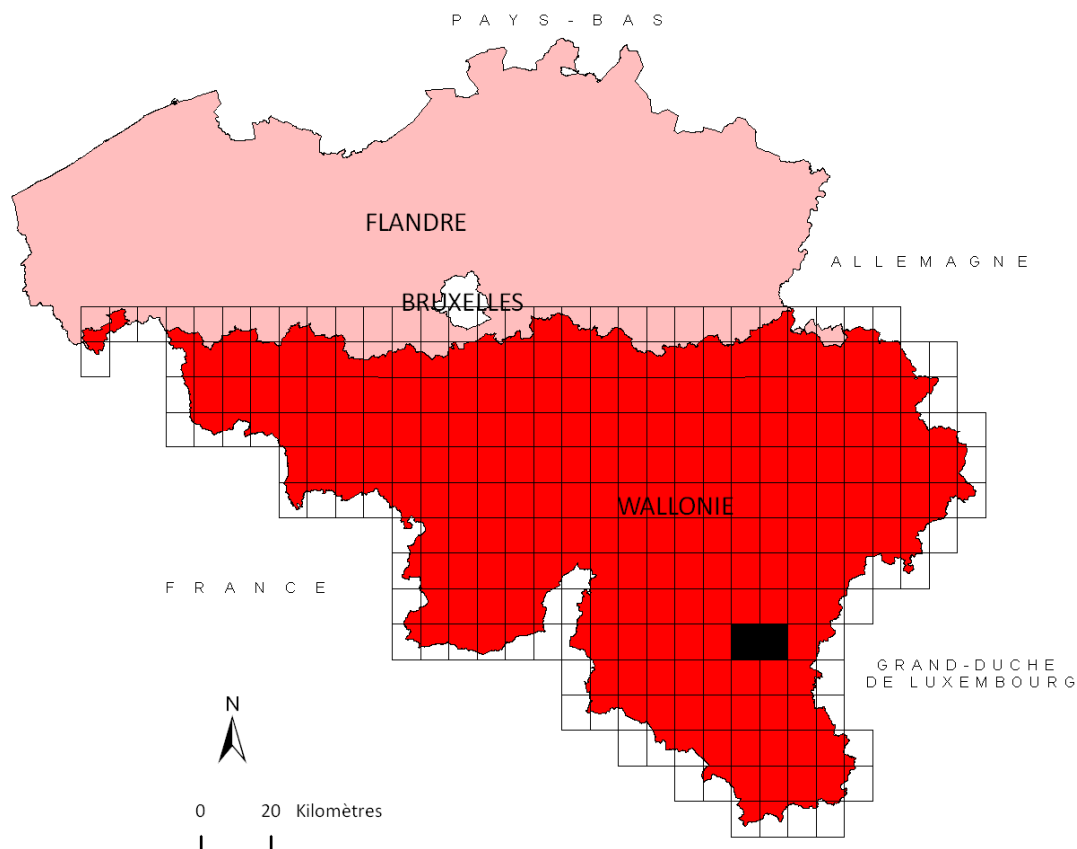 PAYS-BAS
FLANDRE
ALLEMAGNE
BRUXELLES
WALLONIE
FRANCE
GRAND-DUCHE
DE LUXEMBOURG
N
0 20 Kilomètres